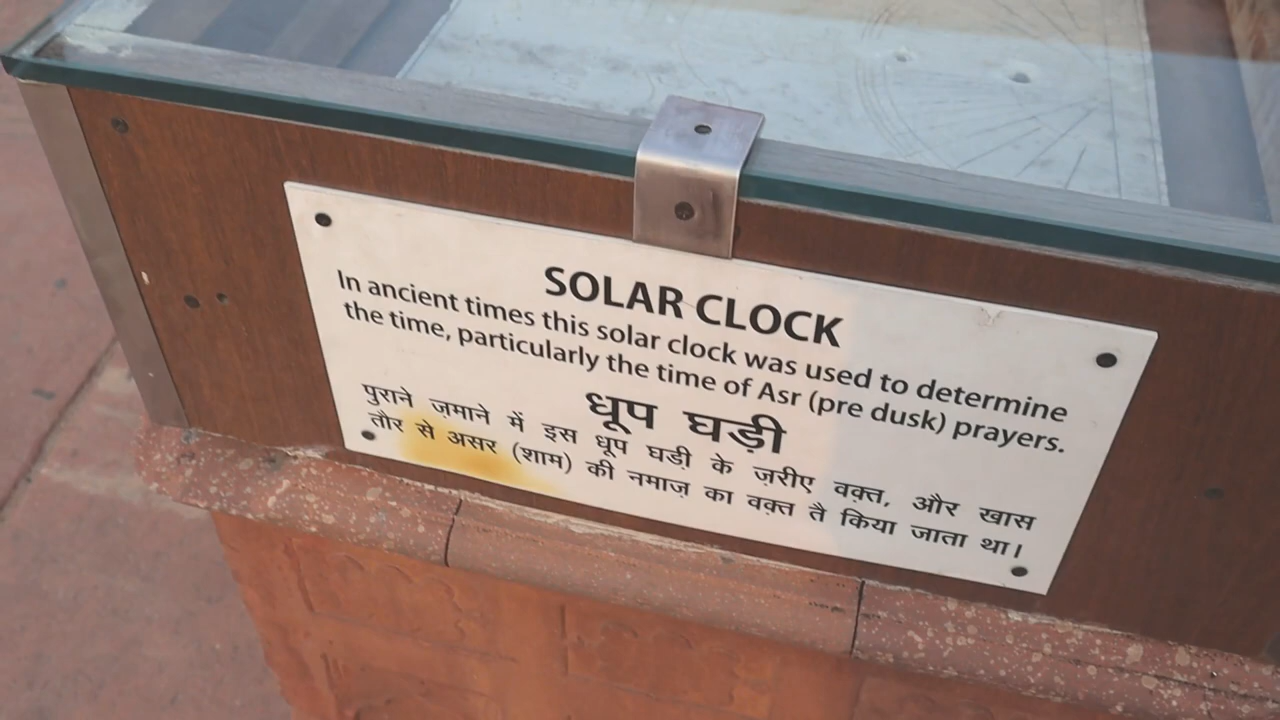 SOLAR CLOCK
In ancient times this solar clock was used to determine
the time, particularly the time of Asr (pre dusk) prayers.
धूप घड़ी
पुराने ज़माने में इस धूप घड़ी के ज़रीए वक़्त, और खास
तौर से असर (शाम) की नमाज़ का वक़्त तै किया जाता था।